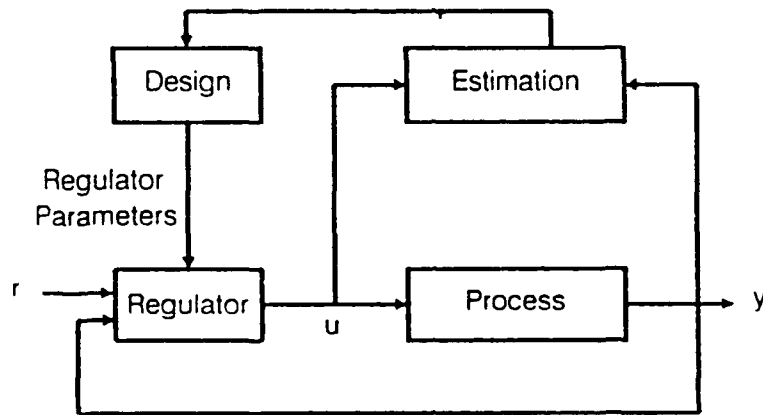 Design
Estimation
Regulator
Parameters
r
Regulator
u
Process
y